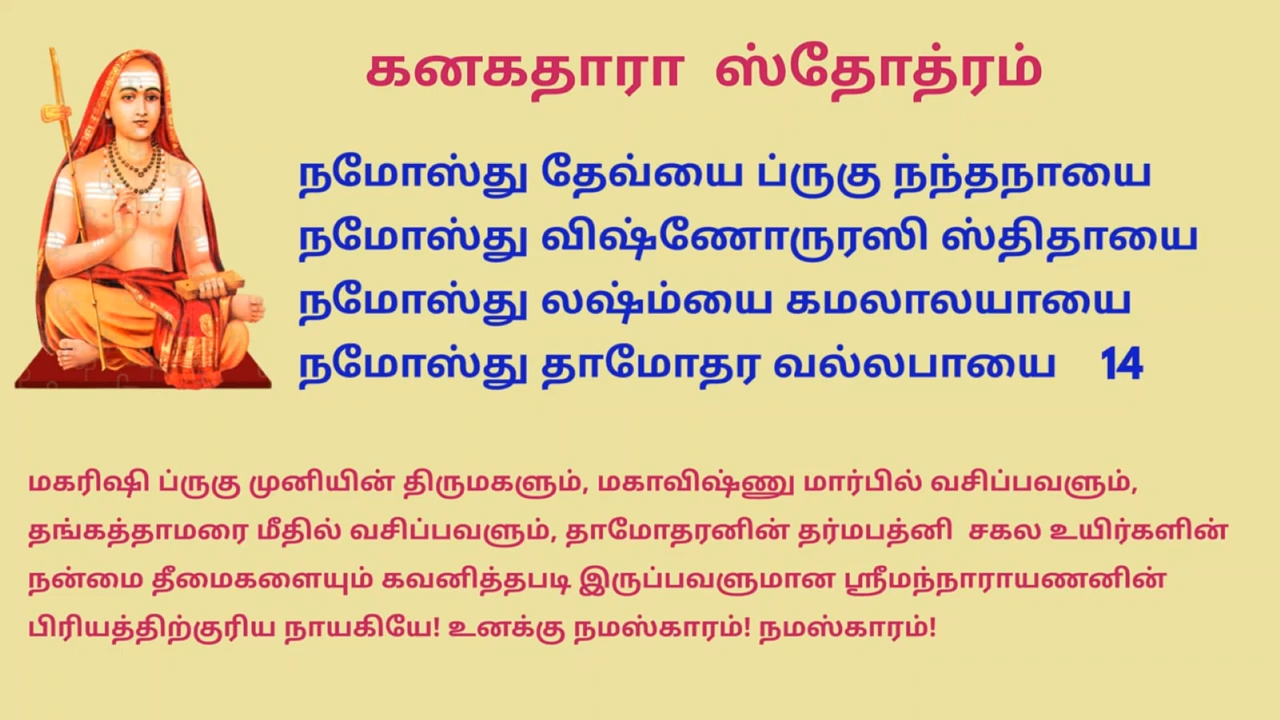 கனகதாரா ஸ்தோத்ரம்
நமோஸ்து தேவ்யை ப்ருகு நந்தநாயை
நமோஸ்து விஷ்ணோருரஸி ஸ்திதாயை
நமோஸ்து லஷ்ம்யை கமலாலயாயை
நமோஸ்து தாமோதர வல்லபாயை 14
மகரிஷி ப்ருகு முனியின் திருமகளும், மகாவிஷ்ணு மார்பில் வசிப்பவளும்,
தங்கத்தாமரை மீதில் வசிப்பவளும், தாமோதரனின் தர்மபத்னி சகல உயிர்களின்
நன்மை தீமைகளையும் கவனித்தபடி இருப்பவளுமான ஸ்ரீமந்நாராயணனின்
பிரியத்திற்குரிய நாயகியே! உனக்கு நமஸ்காரம்! நமஸ்காரம்!